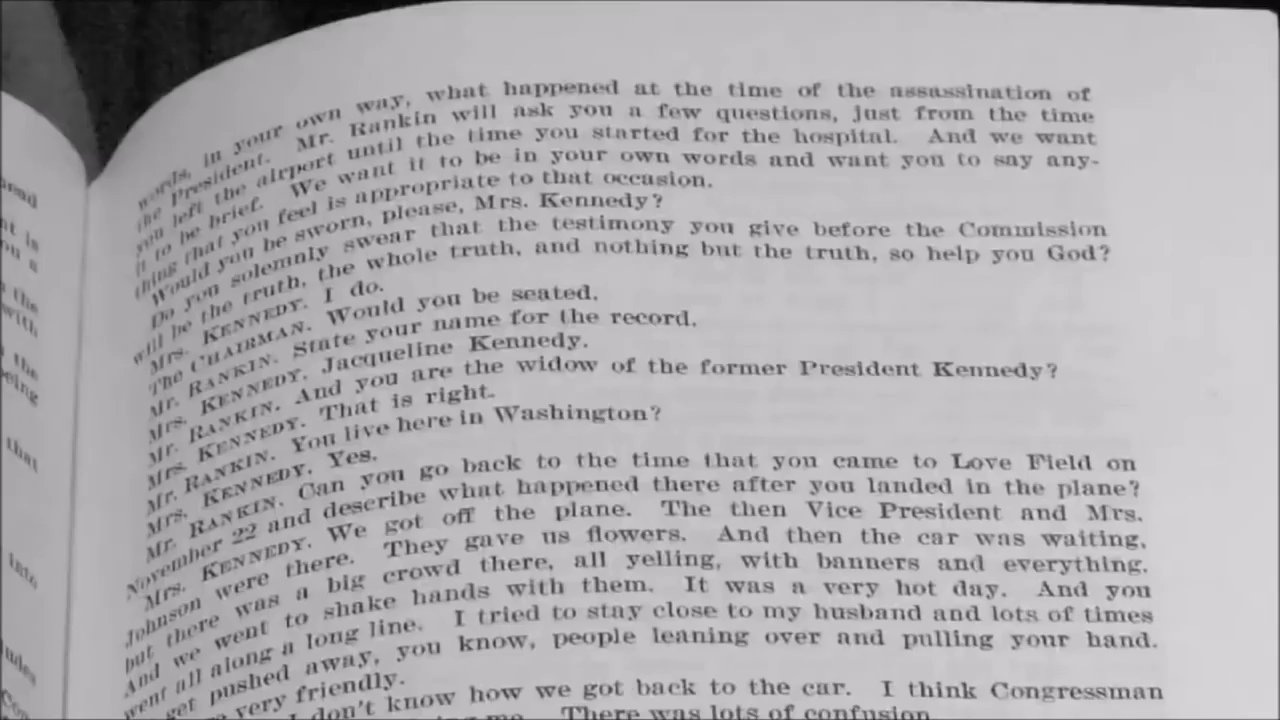 words, in your own way, what happened at the time of the assassination of
the President. Mr. Rankin will ask you a few questions, just from the time
you left the airport until the time you started for the hospital. And we want
it to be brief. We want it to be in your own words and want you to say any-
thing that you feel is appropriate to that occasion.
Would you be sworn, please, Mrs. Kennedy?
Do you solemnly swear that the testimony you give before the Commission
will be the truth, the whole truth, and nothing but the truth, so help you God?
Mrs. KENNEDY. I do.
The CHAIRMAN. Would you be seated.
Mr. RANKIN. State your name for the record.
Mrs. KENNEDY. Jacqueline Kennedy.
Mr. RANKIN. And you are the widow of the former President Kennedy?
Mrs. KENNEDY. That is right.
Mr. RANKIN. You live here in Washington?
Mrs. KENNEDY. Yes.
Mr. RANKIN. Can you go back to the time that you came to Love Field on
November 22 and describe what happened there after you landed in the plane?
Mrs. KENNEDY. We got off the plane. The then Vice President and Mrs.
Johnson were there. They gave us flowers. And then the car was waiting,
but there was a big crowd there, all yelling, with banners and everything.
And we went to shake hands with them. It was a very hot day. And you
went all along a long line. I tried to stay close to my husband and lots of times
get pushed away, you know, people leaning over and pulling your hand.
very friendly.
I don't know how we got back to the car. I think Congressman
me. There was lots of confusion.